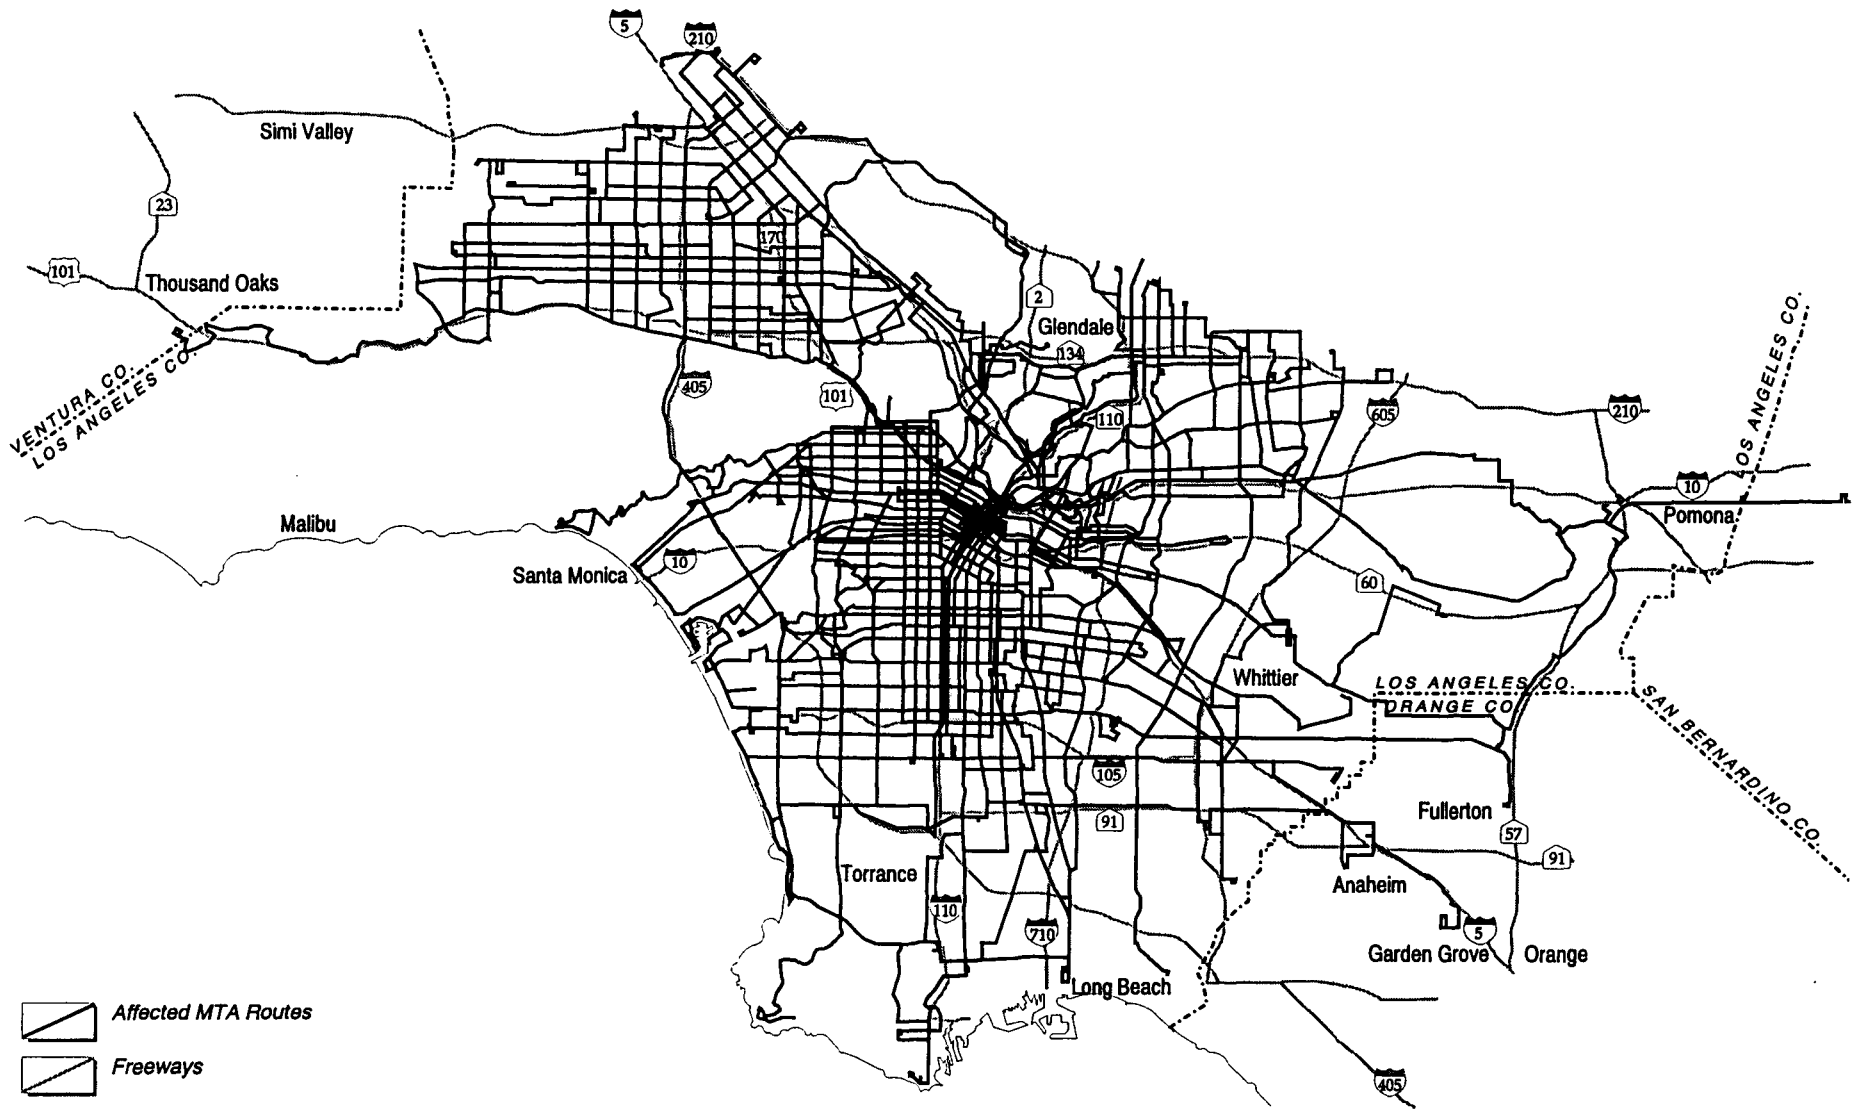 5
210
Simi Valley
23
170
101
Thousand Oaks
2
Glendale
134
VENTURA CO.
LOS ANGELES CO.
405
101
110
605
210
LOS ANGELES CO.
10
Pomona
Malibu
Santa Monica
10
60
Whittier
LOS ANGELES CO.
ORANGE CO.
SAN BERNARDINO CO.
105
91
Fullerton
57
91
Torrance
Anaheim
110
710
5
Garden Grove
Orange
Long Beach
405
Affected MTA Routes
Freeways